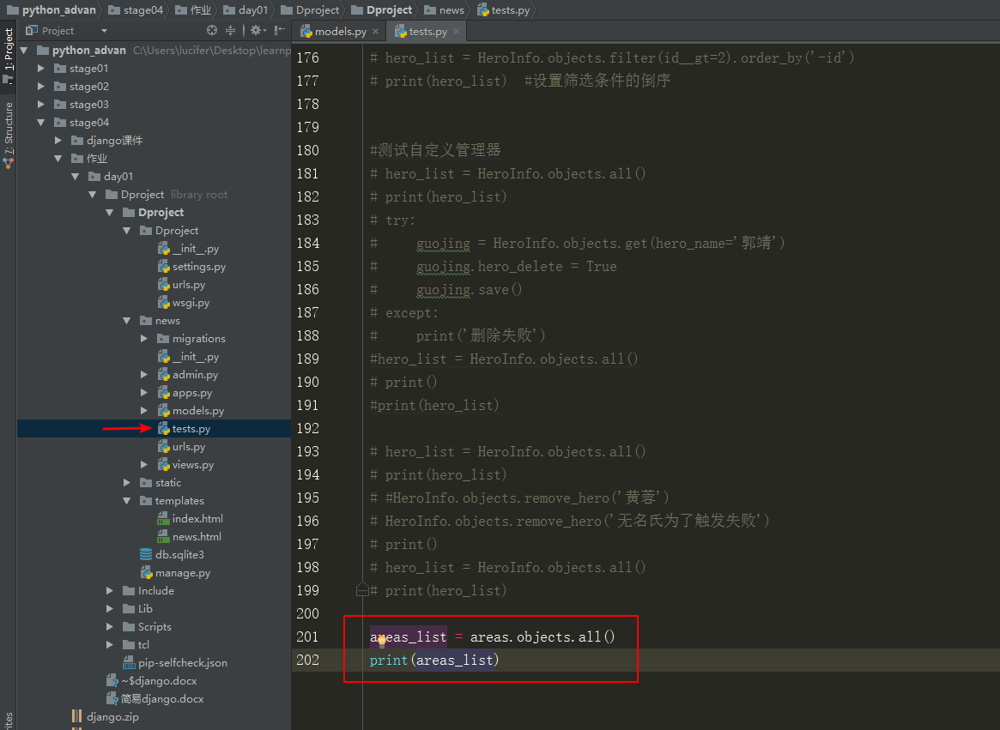 python_advan stage04 作业 day01 Dproject Dproject news tests.py
1: Project
7: Structure
Project
models.py × tests.py ×
python_advan C:\Users\lucifer\Desktop\learnp
stage01
stage02
stage03
stage04
django课件
作业
day01
Dproject library root
Dproject
Dproject
__init__.py
settings.py
urls.py
wsgi.py
news
migrations
__init__.py
admin.py
apps.py
models.py
tests.py
urls.py
views.py
static
templates
index.html
news.html
db.sqlite3
manage.py
Include
Lib
Scripts
tcl
pip-selfcheck.json
~$django.docx
简易django.docx
django.zip
176 # hero_list = HeroInfo.objects.filter(id__gt=2).order_by('-id')
177 # print(hero_list) #设置筛选条件的倒序
178
179
180 #测试自定义管理器
181 # hero_list = HeroInfo.objects.all()
182 # print(hero_list)
183 # try:
184 # guojing = HeroInfo.objects.get(hero_name='郭靖')
185 # guojing.hero_delete = True
186 # guojing.save()
187 # except:
188 # print('删除失败')
189 #hero_list = HeroInfo.objects.all()
190 # print()
191 #print(hero_list)
192
193 # hero_list = HeroInfo.objects.all()
194 # print(hero_list)
195 # #HeroInfo.objects.remove_hero('黄蓉')
196 # HeroInfo.objects.remove_hero('无名氏为了触发失败')
197 # print()
198 # hero_list = HeroInfo.objects.all()
199 # print(hero_list)
200
201 areas_list = areas.objects.all()
202 print(areas_list)